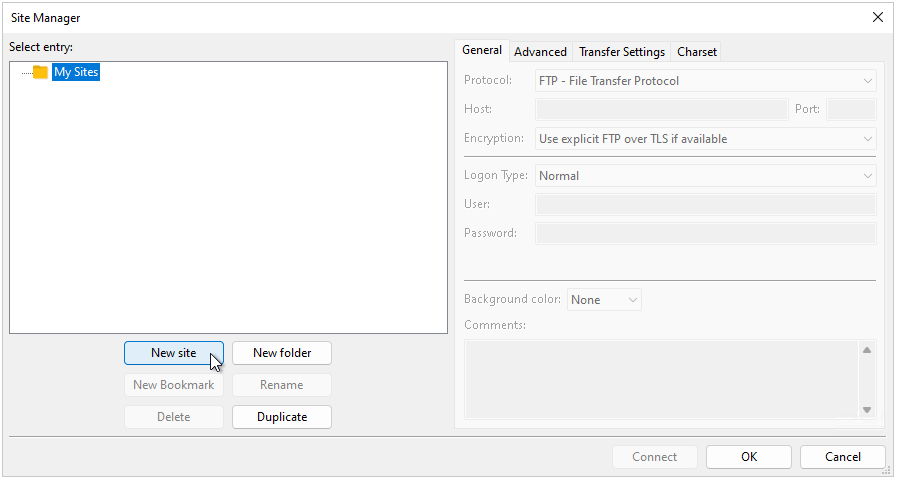 Site Manager
Select entry:
My Sites
New site
New folder
New Bookmark
Rename
Delete
Duplicate
General
Advanced
Transfer Settings
Charset
Protocol:
FTP - File Transfer Protocol
Host:
Port:
Encryption:
Use explicit FTP over TLS if available
Logon Type:
Normal
User:
Password:
Background color:
None
Comments:
Connect
OK
Cancel